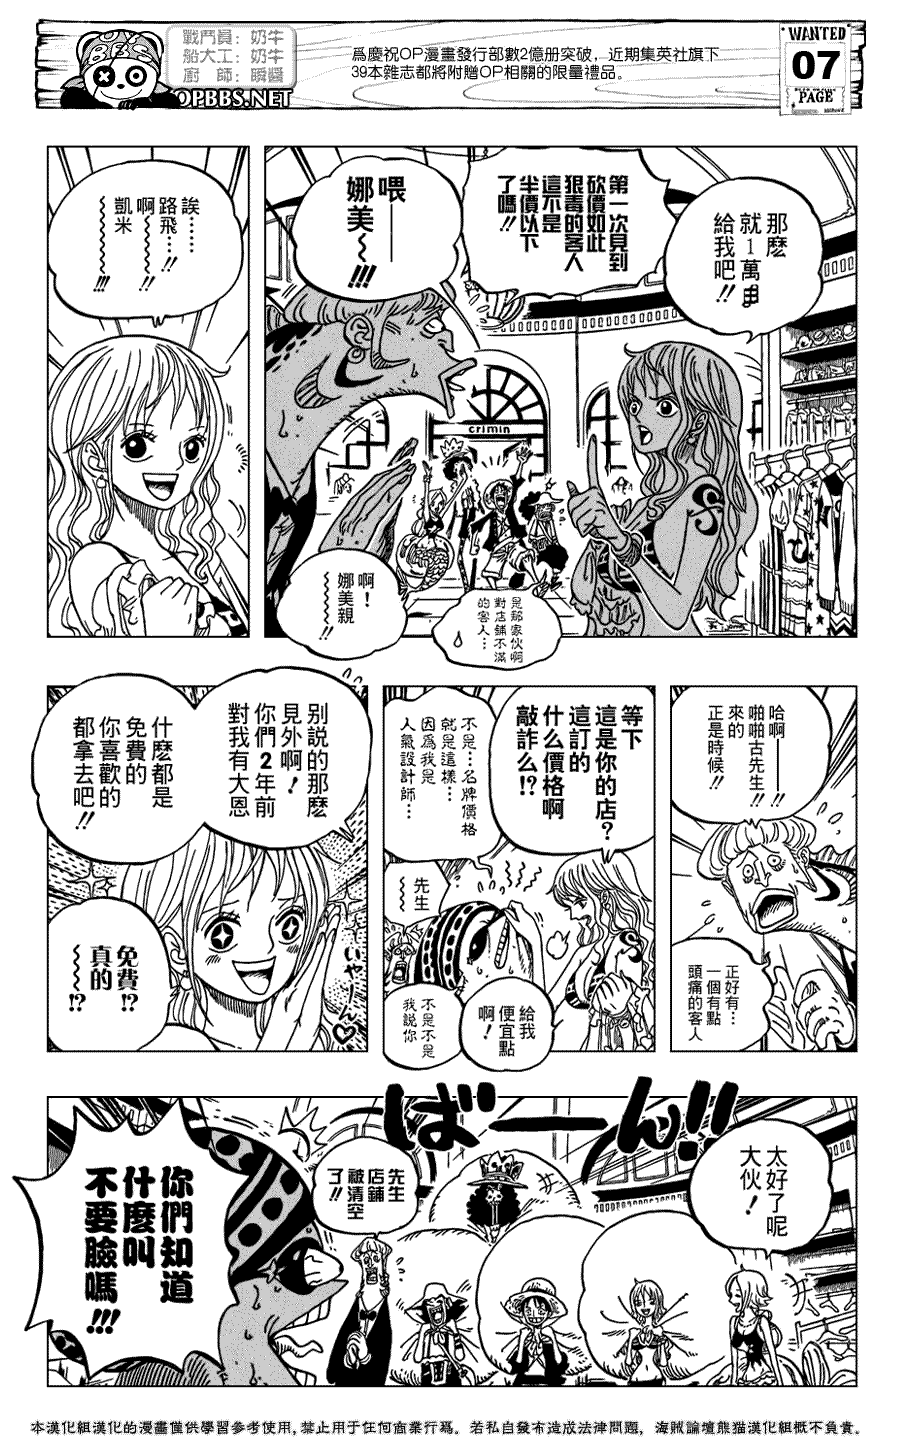 戰鬥員：奶牛
船大工：奶牛
廚　師：瞬醬
OPBBS.NET
爲慶祝OP漫畫發行部數2億册突破，近期集英社旗下
39本雜志都將附贈OP相關的限量禮品。
WANTED
07
PAGE
那麽
就1萬
給我吧!!
第一次見到
砍價如此
狠毒的客人
這不是
半價以下
了嗎!!
喂——
娜美～～!!
crimin
啊！
娜美親
～～!!
是那家伙啊
對店鋪不滿
的客人…
誒……
路飛…!!
啊～～!!
凱米
～～～!!!
哈啊——!!
啪啪古先生!!
來的
正是時候!!
正好有…
一個有點
頭痛的客人
等下
這是你的店?
這訂的
什么價格啊
敲詐么!?
不是…名牌價格
就是這樣…
因爲我是
人氣設計師…
先生
～～
給我
便宜點
啊！
不是不是
我說你
别説的那麽
見外啊！
你們2年前
對我有大恩
什麽都是
免費的
你喜歡的
都拿去吧!!
免費!?
真的
～～!?
いやーん♡
ばーーん!!
太好了呢
大伙！
先生
店鋪
被清空
了!!
你們知道
什麽叫
不要臉嗎!!!
本漢化組漢化的漫畫僅供學習參考使用，禁止用于任何商業行爲。若私自發布造成法律問題，海賊論壇熊猫漢化組概不負責。